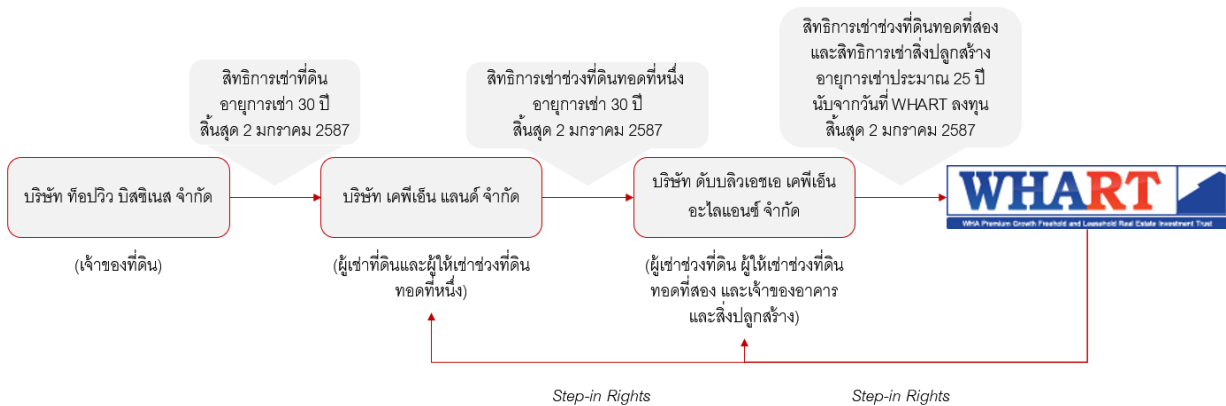 สิทธิการเช่าที่ดิน
อายุการเช่า 30 ปี
สิ้นสุด 2 มกราคม 2587
สิทธิการเช่าช่วงที่ดินทอดที่หนึ่ง
อายุการเช่า 30 ปี
สิ้นสุด 2 มกราคม 2587
สิทธิการเช่าช่วงที่ดินทอดที่สอง
และสิทธิการเช่าสิ่งปลูกสร้าง
อายุการเช่าประมาณ 25 ปี
นับจากวันที่ WHART ลงทุน
สิ้นสุด 2 มกราคม 2587
บริษัท ท็อปวิว บิสซิเนส จำกัด
(เจ้าของที่ดิน)
บริษัท เคพีเอ็น แลนด์ จำกัด
(ผู้เช่าที่ดินและผู้ให้เช่าช่วงที่ดิน
ทอดที่หนึ่ง)
บริษัท ดับบลิวเอชเอ เคพีเอ็น
อะไลแอนซ์ จำกัด
(ผู้เช่าช่วงที่ดิน ผู้ให้เช่าช่วงที่ดิน
ทอดที่สอง และเจ้าของอาคาร
และสิ่งปลูกสร้าง)
WHART
WHA Premium Growth Freehold and Leasehold Real Estate Investment Trust
Step-in Rights
Step-in Rights